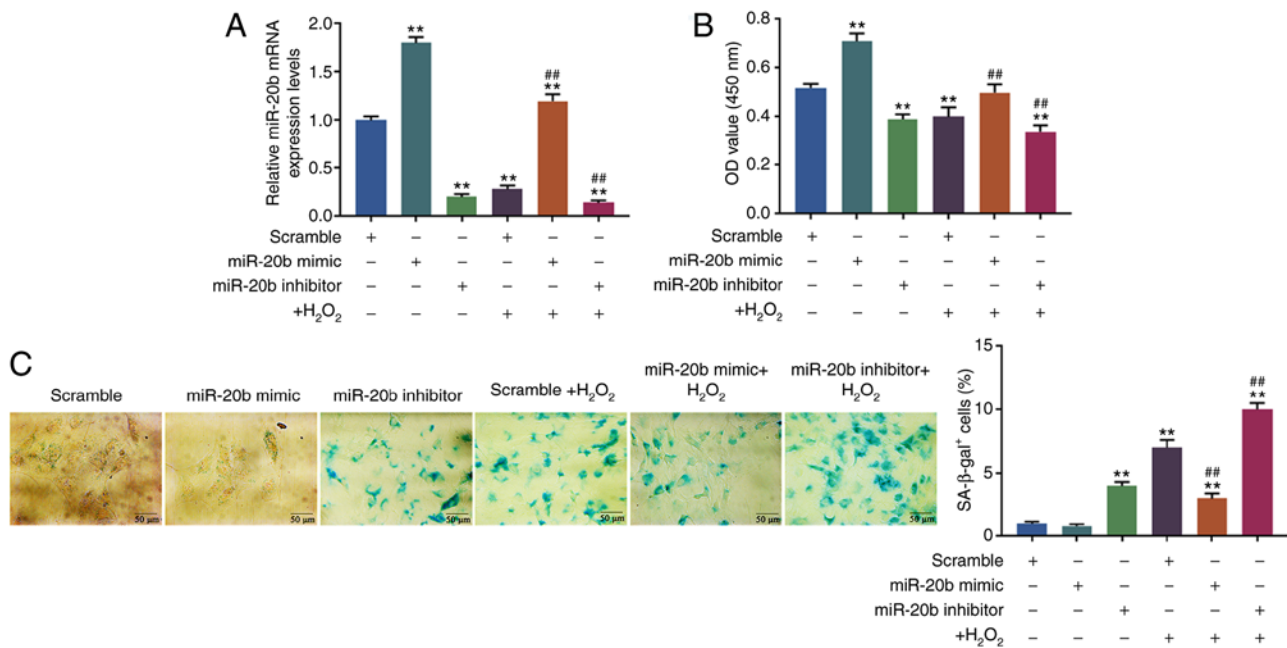 A
Relative miR-20b mRNA
expression levels
2.0
1.5
1.0
0.5
0.0
**
**
**
##
**
##
**
Scramble + – – + – –
miR-20b mimic – + – – + –
miR-20b inhibitor – – + – – +
+H₂O₂ – – – + + +
B
OD value (450 nm)
0.8
0.6
0.4
0.2
0.0
**
**
**
##
##
**
Scramble + – – + – –
miR-20b mimic – + – – + –
miR-20b inhibitor – – + – – +
+H₂O₂ – – – + + +
C
Scramble
miR-20b mimic
miR-20b inhibitor
Scramble +H₂O₂
miR-20b mimic+
H₂O₂
miR-20b inhibitor+
H₂O₂
50 µm
50 µm
50 µm
50 µm
50 µm
50 µm
SA-β-gal⁺ cells (%)
15
10
5
0
**
**
##
**
##
**
Scramble + – – + – –
miR-20b mimic – + – – + –
miR-20b inhibitor – – + – – +
+H₂O₂ – – – + + +